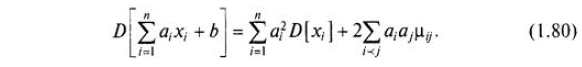 D[∑_{i=1}^{n} a_i x_i + b] = ∑_{i=1}^{n} a_i^2 D[x_i] + 2∑_{i≺j} a_i a_j μ_{ij}. (1.80)